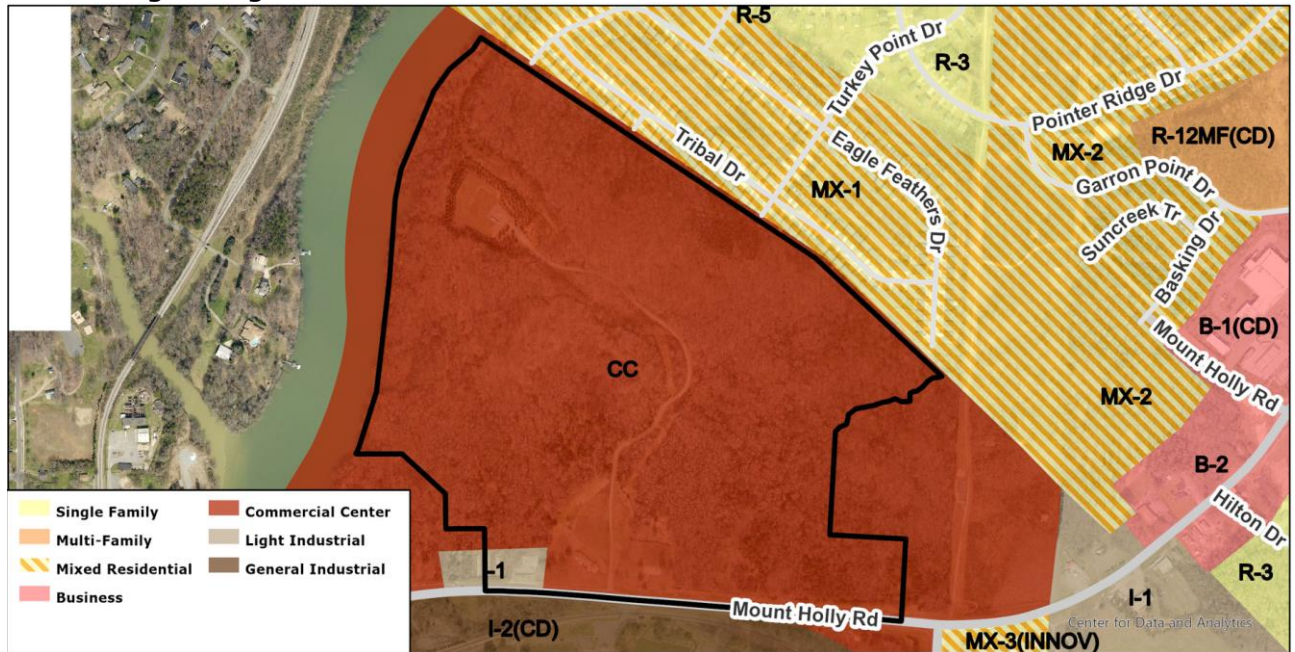 R-5
Turkey Point Dr
R-3
Pointer Ridge Dr
R-12MF(CD)
MX-2
Garron Point Dr
Tribal Dr
Eagle Feathers Dr
MX-1
Suncreek Tr
Basking Dr
B-1(CD)
CC
Mount Holly Rd
MX-2
B-2
Hilton Dr
R-3
Single Family
Multi-Family
Mixed Residential
Business
Commercial Center
Light Industrial
General Industrial
-1
Mount Holly Rd
I-2(CD)
I-1
Center for Data and Analytics
MX-3(INNOV)